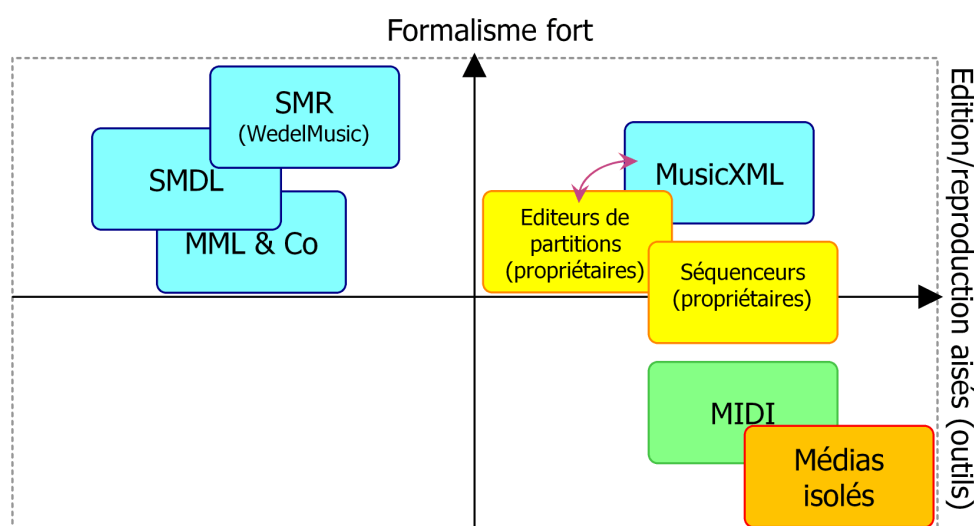 Formalisme fort
SMR
(WedelMusic)
SMDL
MML & Co
MusicXML
Editeurs de
partitions
(propriétaires)
Séquenceurs
(propriétaires)
MIDI
Médias
isolés
Edition/reproduction aisés (outils)